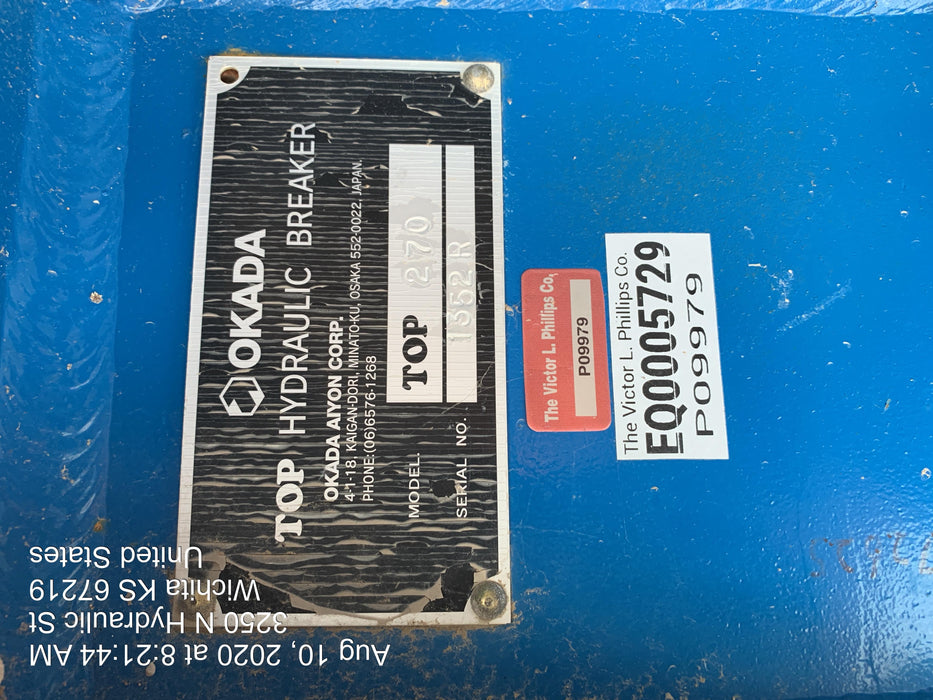 OKADA
TOP HYDRAULIC BREAKER
OKADA AIYON CORP.
4-1-18, KAIGAN-DORI, MINATO-KU, OSAKA 552-0022, JAPAN.
PHONE:(06)6576-1268
MODEL. TOP 270
SERIAL NO. 1352 R
The Victor L. Phillips Co.
P09979
The Victor L. Phillips Co.
EQ0005729
P09979
Aug 10, 2020 at 8:21:44 AM
3250 N Hydraulic St
Wichita KS 67219
United States